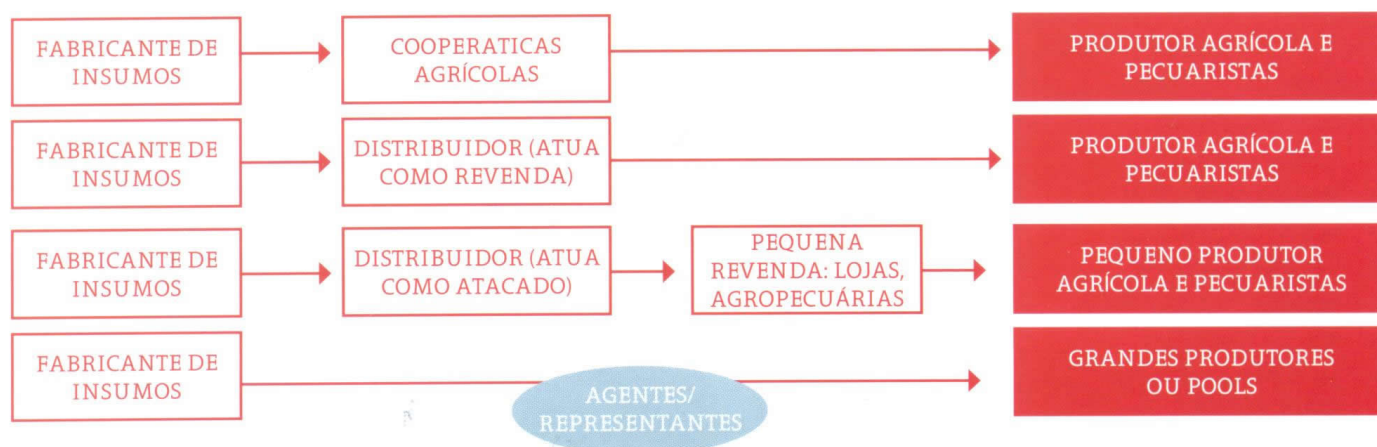 FABRICANTE DE
INSUMOS
COOPERATICAS
AGRÍCOLAS
PRODUTOR AGRÍCOLA E
PECUARISTAS
FABRICANTE DE
INSUMOS
DISTRIBUIDOR (ATUA
COMO REVENDA)
PRODUTOR AGRÍCOLA E
PECUARISTAS
FABRICANTE DE
INSUMOS
DISTRIBUIDOR (ATUA
COMO ATACADO)
PEQUENA
REVENDA: LOJAS,
AGROPECUÁRIAS
PEQUENO PRODUTOR
AGRÍCOLA E PECUARISTAS
FABRICANTE DE
INSUMOS
AGENTES/
REPRESENTANTES
GRANDES PRODUTORES
OU POOLS